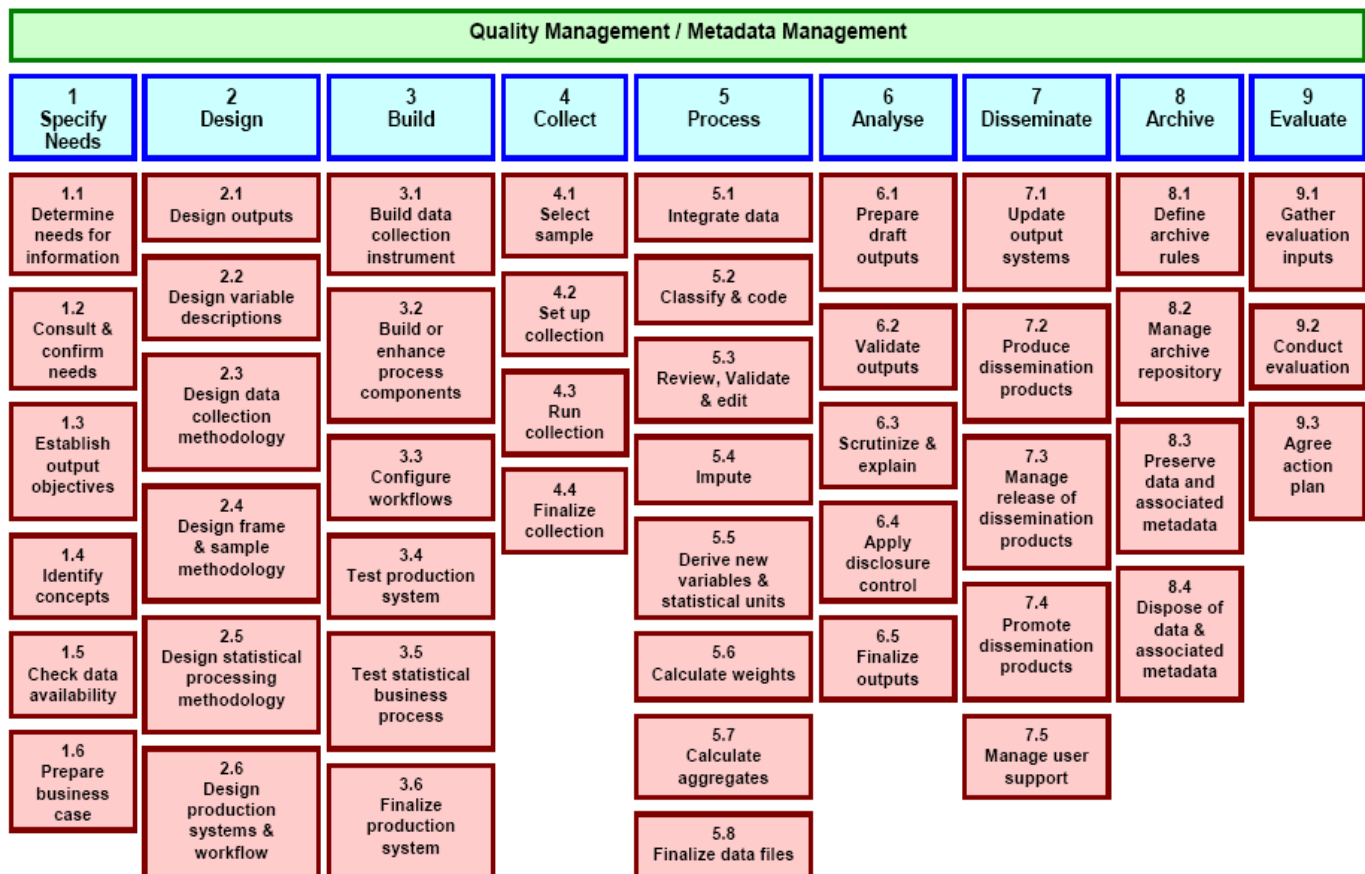 Quality Management / Metadata Management
1
Specify
Needs
2
Design
3
Build
4
Collect
5
Process
6
Analyse
7
Disseminate
8
Archive
9
Evaluate
1.1
Determine
needs for
information
1.2
Consult &
confirm
needs
1.3
Establish
output
objectives
1.4
Identify
concepts
1.5
Check data
availability
1.6
Prepare
business
case
2.1
Design outputs
2.2
Design variable
descriptions
2.3
Design data
collection
methodology
2.4
Design frame
& sample
methodology
2.5
Design statistical
processing
methodology
2.6
Design
production
systems &
workflow
3.1
Build data
collection
instrument
3.2
Build or
enhance
process
components
3.3
Configure
workflows
3.4
Test production
system
3.5
Test statistical
business
process
3.6
Finalize
production
system
4.1
Select
sample
4.2
Set up
collection
4.3
Run
collection
4.4
Finalize
collection
5.1
Integrate data
5.2
Classify & code
5.3
Review, Validate
& edit
5.4
Impute
5.5
Derive new
variables &
statistical units
5.6
Calculate weights
5.7
Calculate
aggregates
5.8
Finalize data files
6.1
Prepare
draft
outputs
6.2
Validate
outputs
6.3
Scrutinize &
explain
6.4
Apply
disclosure
control
6.5
Finalize
outputs
7.1
Update
output
systems
7.2
Produce
dissemination
products
7.3
Manage
release of
dissemination
products
7.4
Promote
dissemination
products
7.5
Manage user
support
8.1
Define
archive
rules
8.2
Manage
archive
repository
8.3
Preserve
data and
associated
metadata
8.4
Dispose of
data &
associated
metadata
9.1
Gather
evaluation
inputs
9.2
Conduct
evaluation
9.3
Agree
action
plan